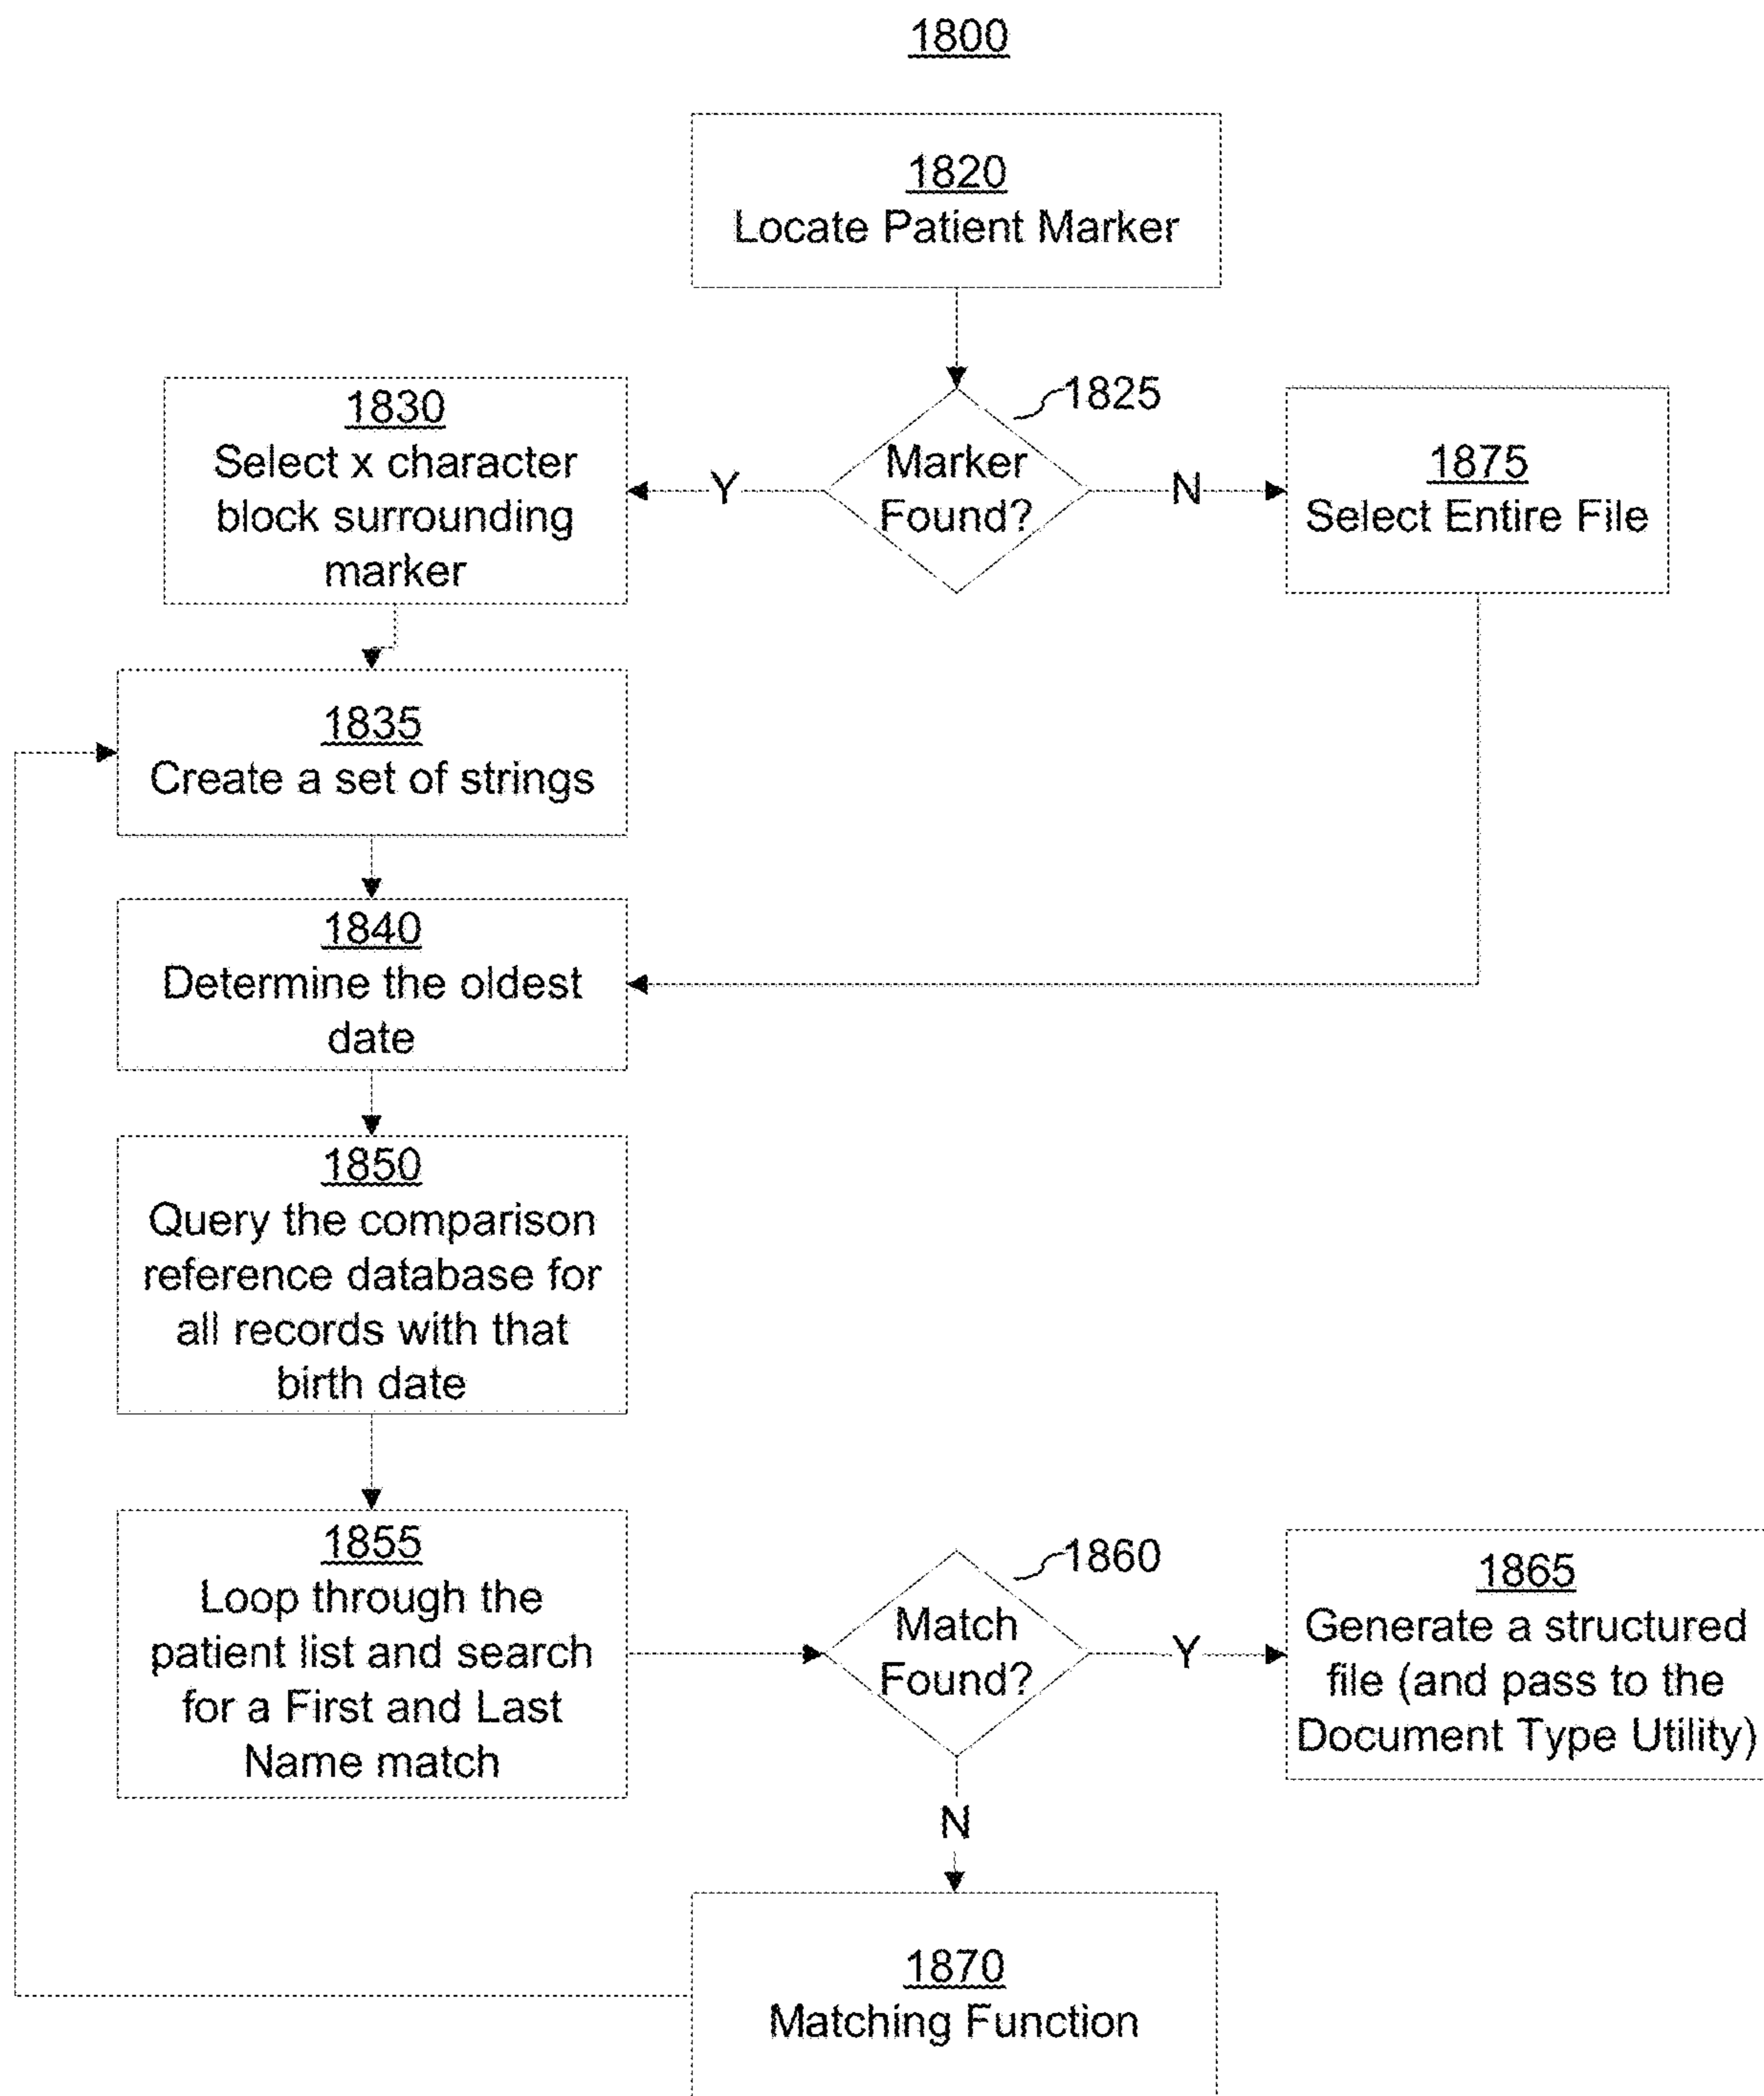 1800
1820
Locate Patient Marker
1825
Marker
Found?
Y
N
1830
Select x character
block surrounding
marker
1875
Select Entire File
1835
Create a set of strings
1840
Determine the oldest
date
1850
Query the comparison
reference database for
all records with that
birth date
1855
Loop through the
patient list and search
for a First and Last
Name match
1860
Match
Found?
Y
N
1865
Generate a structured
file (and pass to the
Document Type Utility)
1870
Matching Function